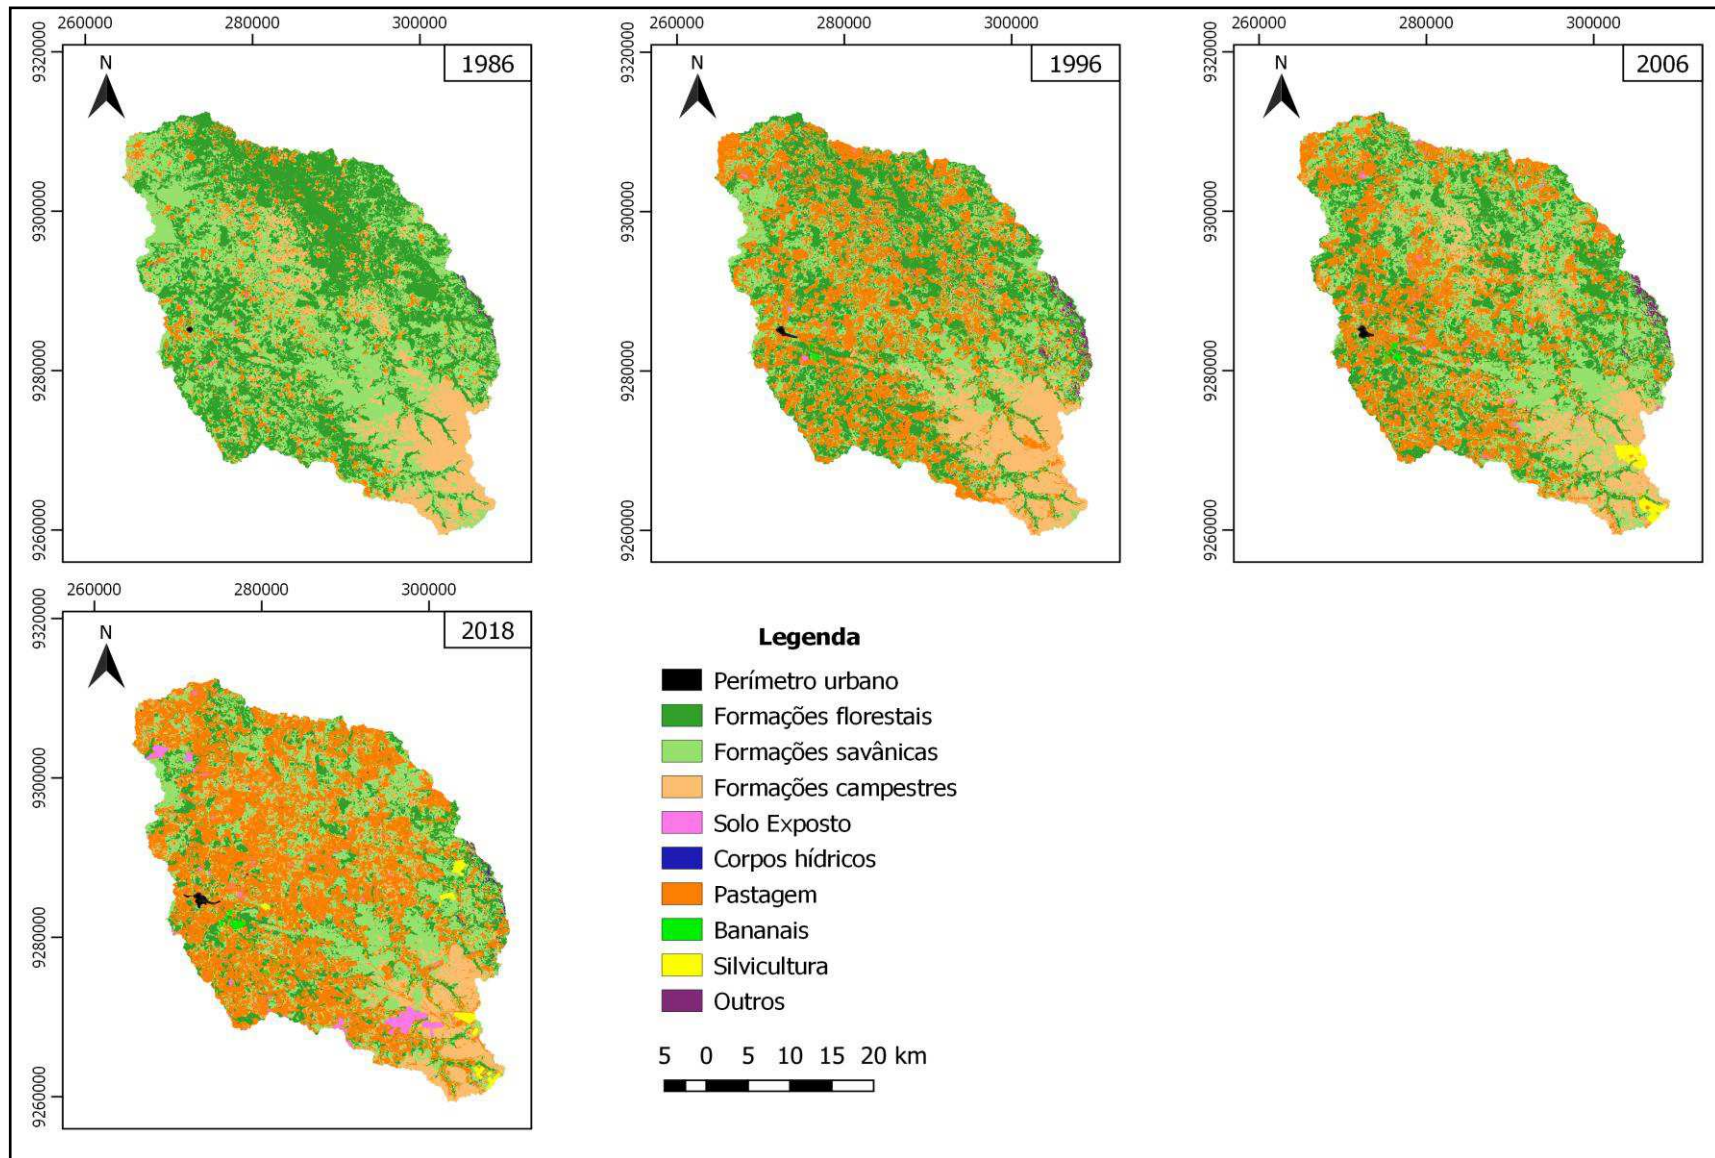 260000 280000 300000
9320000
9300000
9280000
9260000
N
1986
260000 280000 300000
9320000
9300000
9280000
9260000
N
1996
260000 280000 300000
9320000
9300000
9280000
9260000
N
2006
260000 280000 300000
9320000
9300000
9280000
9260000
N
2018
Legenda
Perímetro urbano
Formações florestais
Formações savânicas
Formações campestres
Solo Exposto
Corpos hídricos
Pastagem
Bananais
Silvicultura
Outros
5 0 5 10 15 20 km